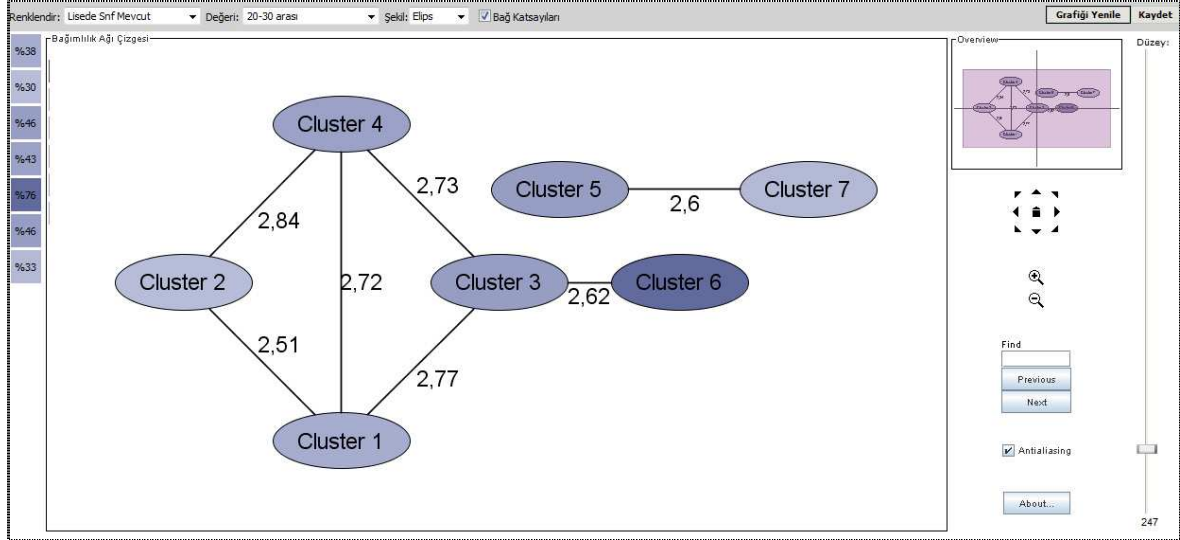 Renklendir: Lisede Snf Mevcut Değeri: 20-30 arası Şekil: Elips Bağ Katsayıları Grafiği Yenile Kaydet
Bağımlılık Ağı Çizgesi
Overview
Düzey:
%38
%30
%46
%43
%76
%46
%33
Cluster 4
2,73
2,84
Cluster 5
2,6
Cluster 7
Cluster 2
2,72
Cluster 3
2,62
Cluster 6
2,51
2,77
Cluster 1
Find
Previous
Next
Antialiasing
About...
247